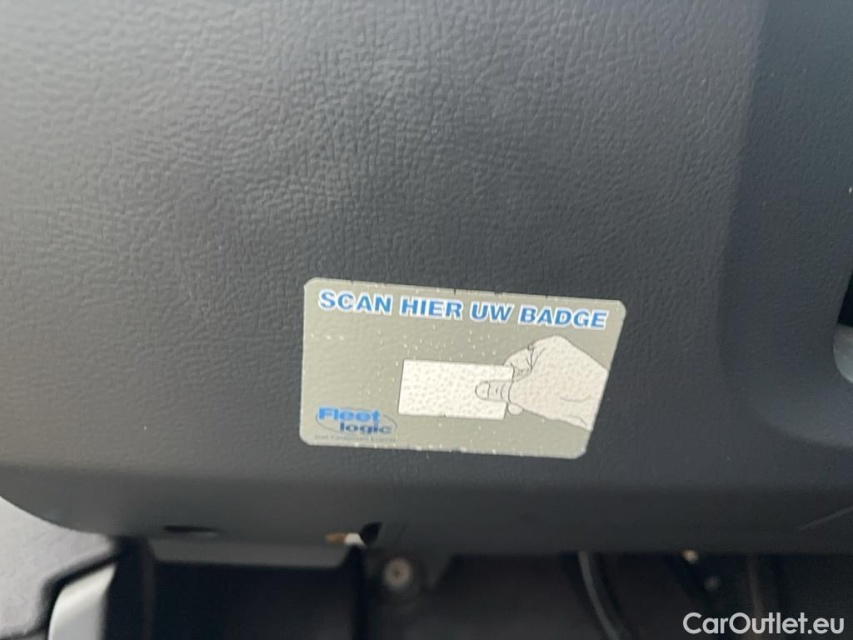 SCAN HIER UW BADGE
Fleet
logic
CarOutlet.eu